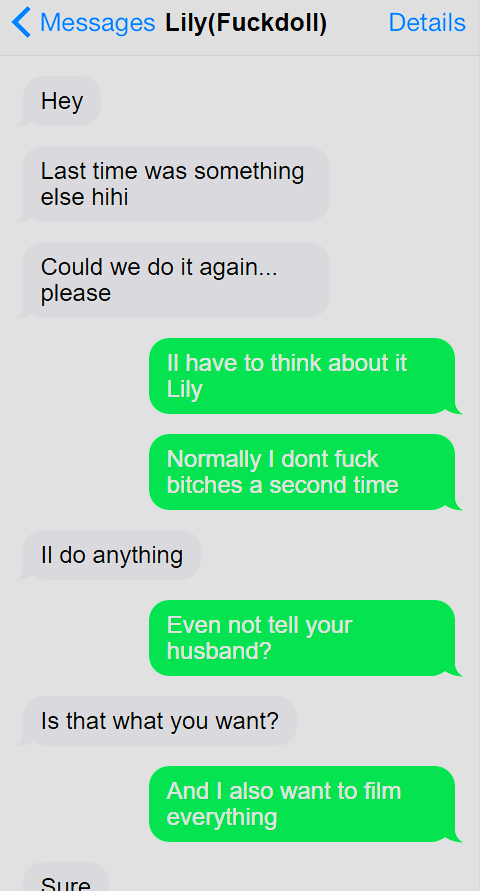 Messages Lily(Fuckdoll) Details
Hey
Last time was something
else hihi
Could we do it again...
please
Il have to think about it
Lily
Normally I dont fuck
bitches a second time
Il do anything
Even not tell your
husband?
Is that what you want?
And I also want to film
everything
Sure